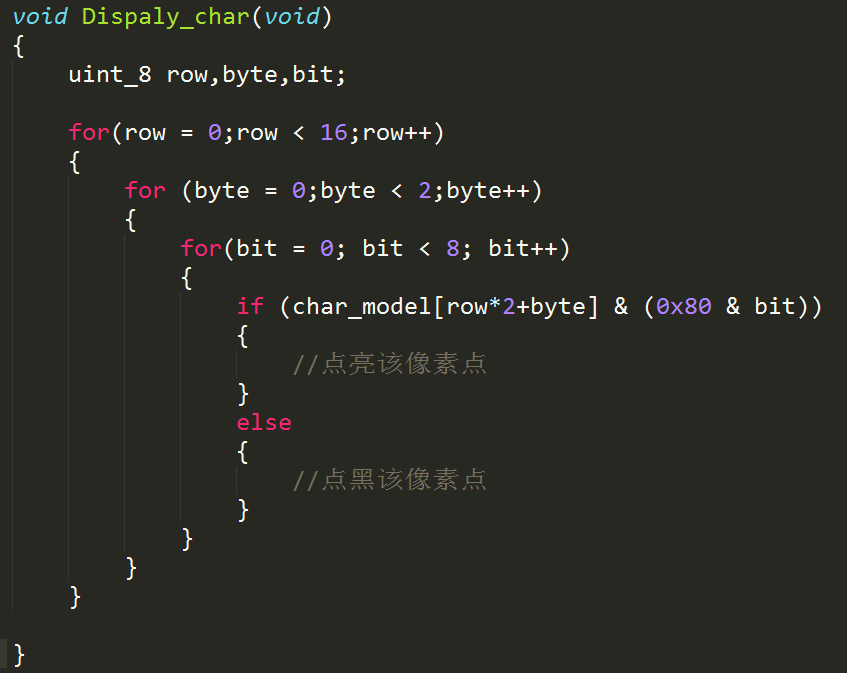 void Dispaly_char(void)
{
    uint_8 row,byte,bit;
    for(row = 0;row < 16;row++)
    {
        for (byte = 0;byte < 2;byte++)
        {
            for(bit = 0; bit < 8; bit++)
            {
                if (char_model[row*2+byte] & (0x80 & bit))
                {
                    //点亮该像素点
                }
                else
                {
                    //点黑该像素点
                }
            }
        }
    }
}